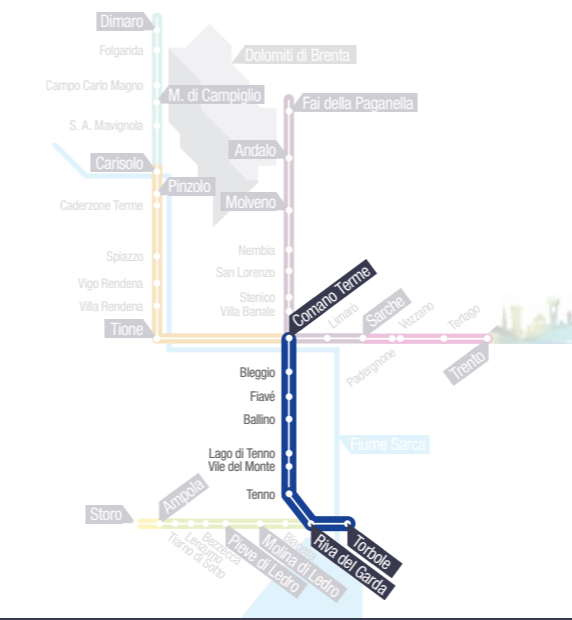 Dimaro
Folgarida
Dolomiti di Brenta
Campo Carlo Magno
M. di Campiglio
Fai della Paganella
S. A. Mavignola
Andalo
Carisolo
Pinzolo
Molveno
Caderzone Terme
Nembia
Spiazzo
San Lorenzo
Vigo Rendena
Stenico
Villa Rendena
Villa Banale
Comano Terme
Limarò
Sarche
Vezzano
Terlago
Tione
Padergnone
Trento
Bleggio
Fiavé
Ballino
Fiume Sarca
Lago di Tenno
Vile del Monte
Tenno
Ampola
Storo
Tiarno di Sotto
Lenzumo
Bezzecca
Pieve di Ledro
Molina di Ledro
Riva del Garda
Torbole